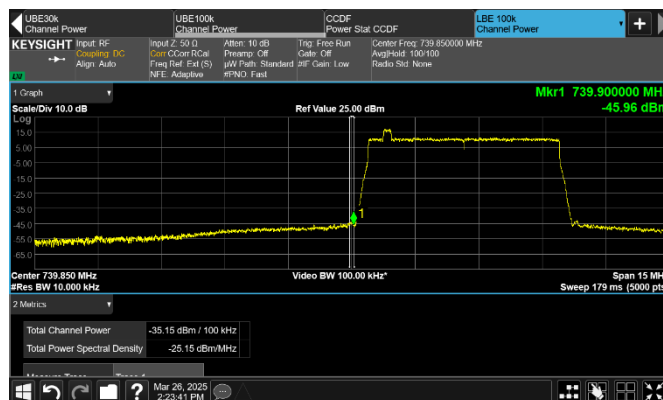 UBE30k
Channel Power
UBE100k
Channel Power
CCDF
Power Stat CCDF
LBE 100k
Channel Power
KEYSIGHT
Input: RF
Coupling: DC
Align: Auto
Input Z: 50 Ω
Corr CCorr RCal
Freq Ref: Ext (S)
NFE: Adaptive
Atten: 10 dB
Preamp: Off
µW Path: Standard
#PNO: Fast
Trig: Free Run
Gate: Off
#IF Gain: Low
Center Freq: 739.850000 MHz
Avg|Hold: 100/100
Radio Std: None
LXI
1 Graph
Mkr1 739.900000 MH
-45.96 dBm
Scale/Div 10.0 dB
Ref Value 25.00 dBm
Log
15.0
5.00
-5.00
-15.0
-25.0
-35.0
-45.0
-55.0
-65.0
1
Center 739.850 MHz
Video BW 100.00 kHz*
Span 15 MH
#Res BW 10.000 kHz
Sweep 179 ms (5000 pts
2 Metrics
Total Channel Power
-35.15 dBm / 100 kHz
Total Power Spectral Density
-25.15 dBm/MHz
?
Mar 26, 2025
2:23:41 PM